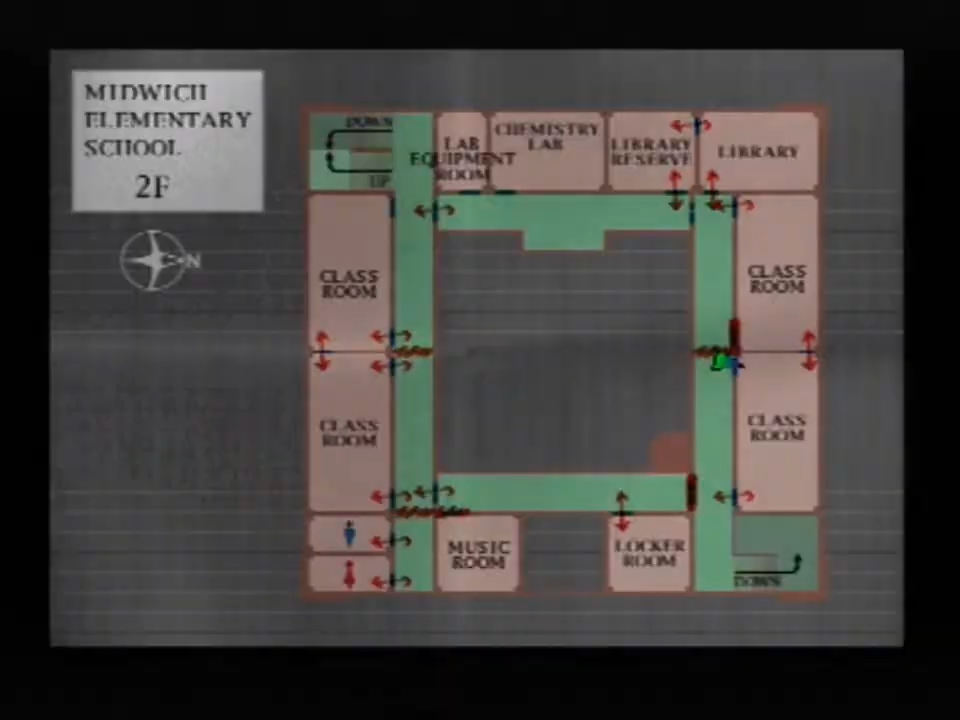 MIDWICH
ELEMENTARY
SCHOOL
2F
N
DOWN
UP
LAB
EQUIPMENT
ROOM
CHEMISTRY
LAB
LIBRARY
RESERVE
LIBRARY
CLASS
ROOM
CLASS
ROOM
CLASS
ROOM
CLASS
ROOM
MUSIC
ROOM
LOCKER
ROOM
DOWN